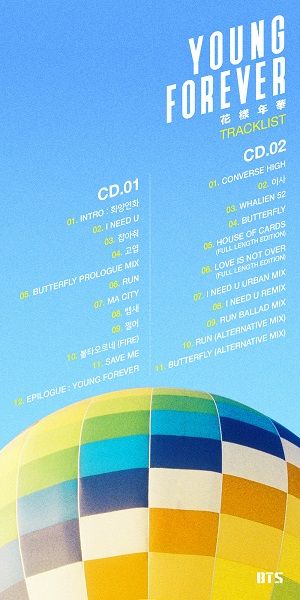 YOUNG
FOREVER
花樣年華
TRACKLIST
CD.01
01. INTRO : 화양연화
02. I NEED U
03. 잡아줘
04. 고엽
05. BUTTERFLY PROLOGUE MIX
06. RUN
07. MA CITY
08. 뱁새
09. 떨어
10. 불타오르네 (FIRE)
11. SAVE ME
12. EPILOGUE : YOUNG FOREVER
CD.02
01. CONVERSE HIGH
02. 이사
03. WHALIEN 52
04. BUTTERFLY
05. HOUSE OF CARDS
(FULL LENGTH EDITION)
06. LOVE IS NOT OVER
(FULL LENGTH EDITION)
07. I NEED U URBAN MIX
08. I NEED U REMIX
09. RUN BALLAD MIX
10. RUN (ALTERNATIVE MIX)
11. BUTTERFLY (ALTERNATIVE MIX)
BTS